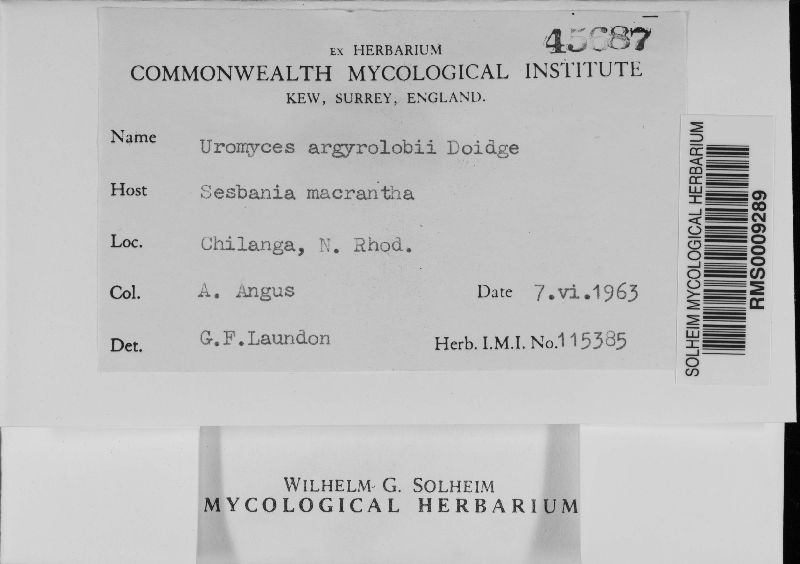 45687
EX HERBARIUM
COMMONWEALTH MYCOLOGICAL INSTITUTE
KEW, SURREY, ENGLAND.
Name Uromyces argyrolobii Doidge
Host Sesbania macrantha
Loc. Chilanga, N. Rhod.
Col. A. Angus Date 7.vi.1963
Det. G.F.Laundon Herb. I.M.I. No.115385
SOLHEIM MYCOLOGICAL HERBARIUM
RMS0009289
WILHELM G. SOLHEIM
MYCOLOGICAL HERBARIUM